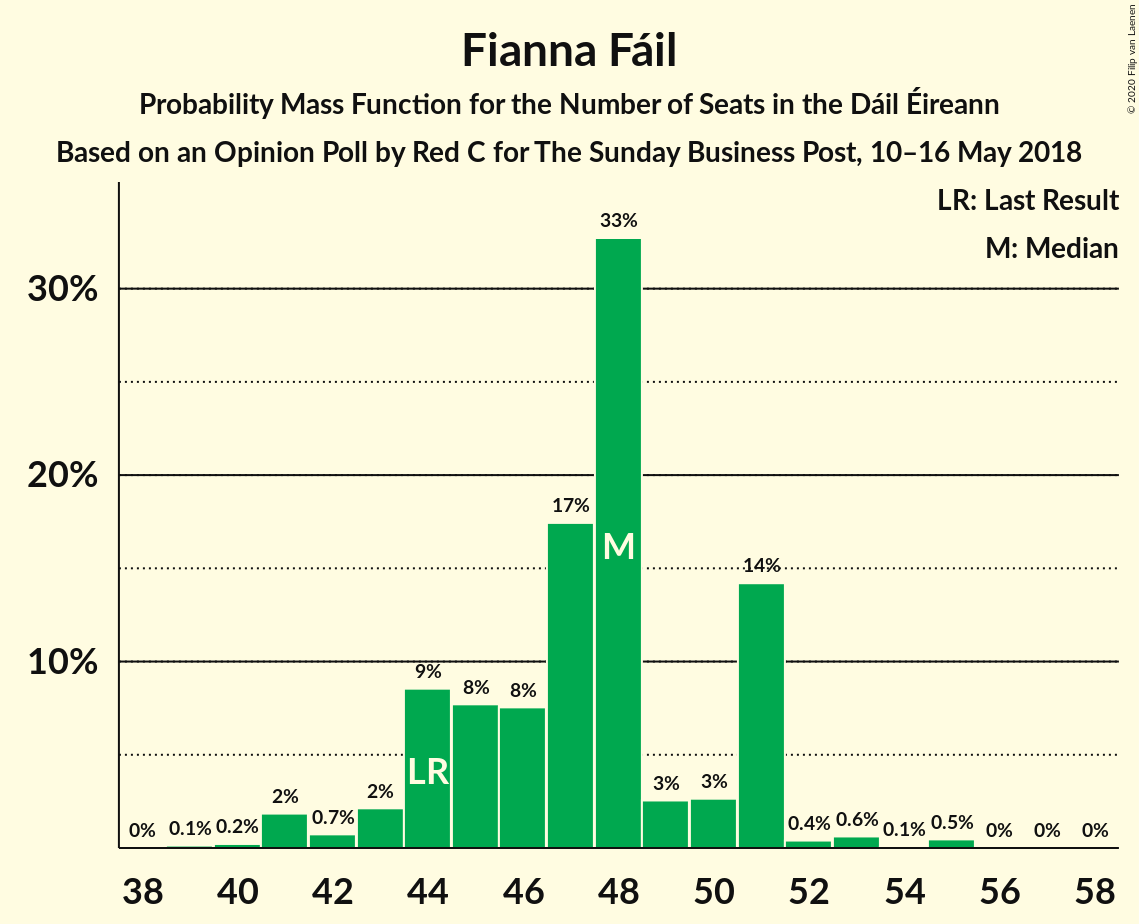 Fianna Fáil
Probability Mass Function for the Number of Seats in the Dáil Éireann
Based on an Opinion Poll by Red C for The Sunday Business Post, 10–16 May 2018
© 2020 Filip van Laenen
LR: Last Result
M: Median
30%
20%
10%
0%
0.1%
0.2%
2%
0.7%
2%
9%
8%
8%
17%
33%
3%
3%
14%
0.4%
0.6%
0.1%
0.5%
0%
0%
0%
LR
M
38 40 42 44 46 48 50 52 54 56 58